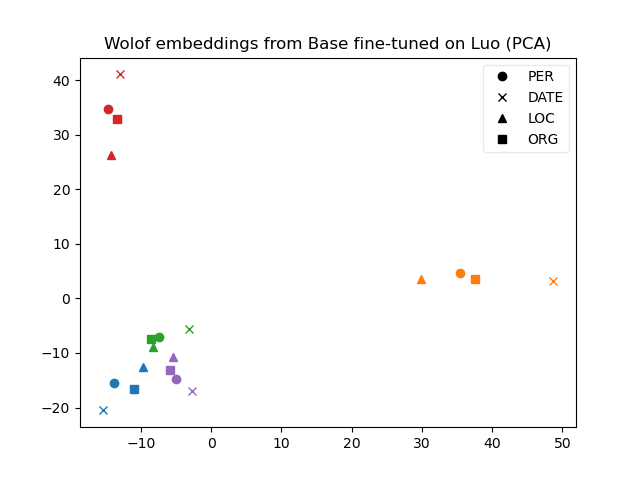 Wolof embeddings from Base fine-tuned on Luo (PCA)
PER
DATE
LOC
ORG
40
30
20
10
0
−10
−20
−10 0 10 20 30 40 50